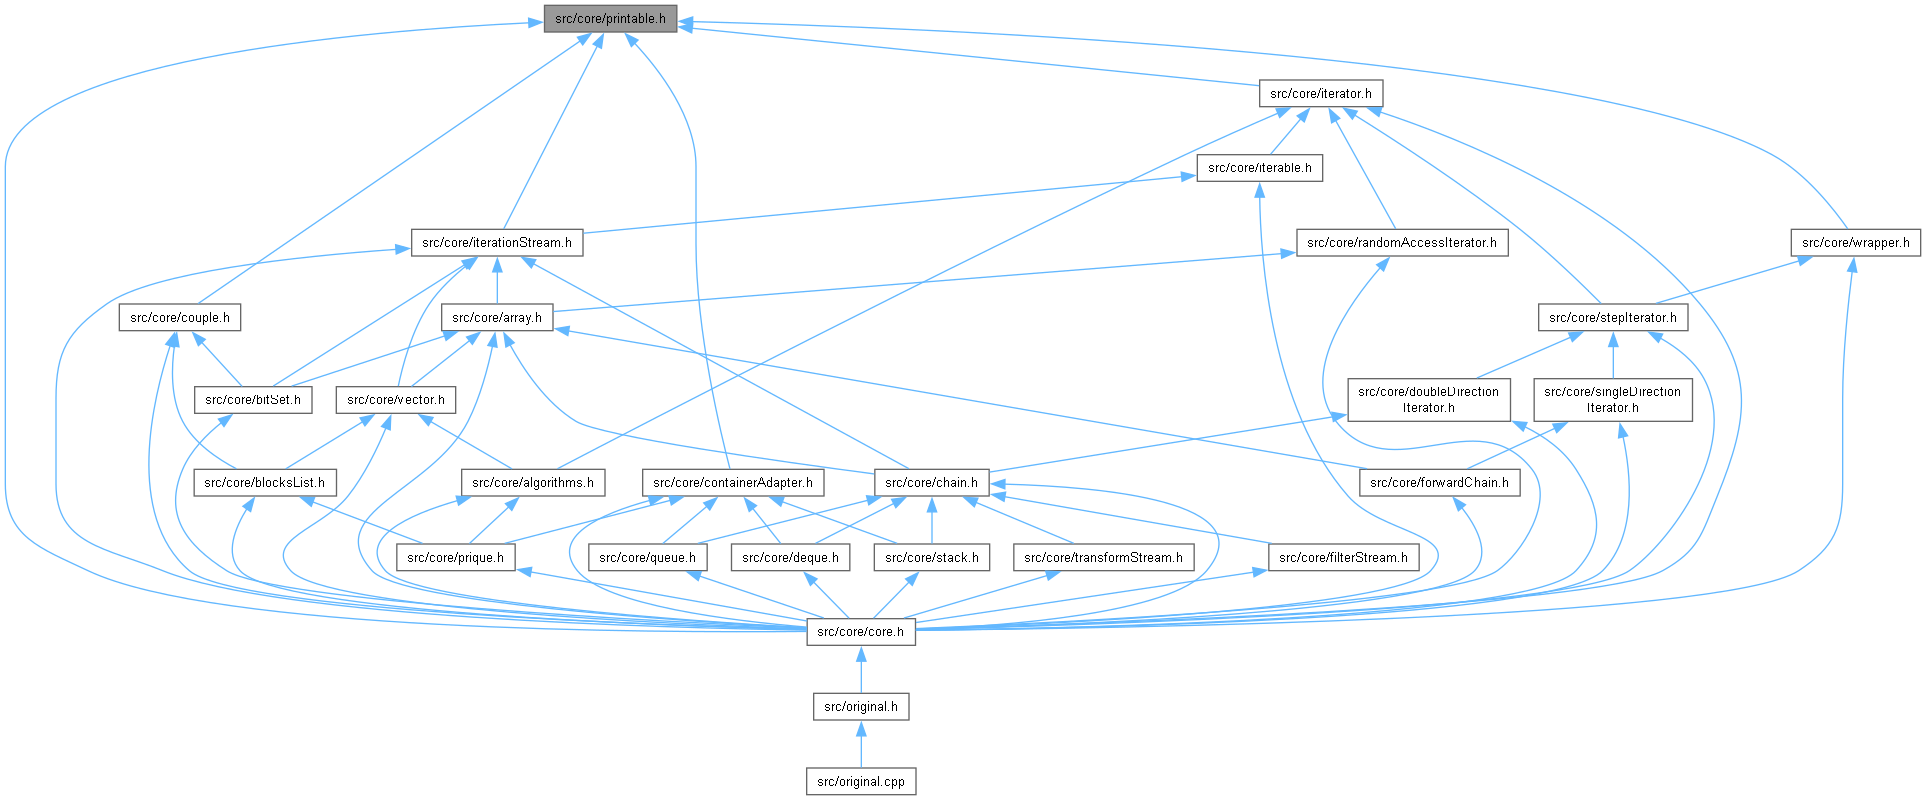 src/core/printable.h
src/core/iterator.h
src/core/iterable.h
src/core/iterationStream.h
src/core/randomAccessIterator.h
src/core/wrapper.h
src/core/couple.h
src/core/array.h
src/core/stepIterator.h
src/core/bitSet.h
src/core/vector.h
src/core/doubleDirection
Iterator.h
src/core/singleDirection
Iterator.h
src/core/blocksList.h
src/core/algorithms.h
src/core/containerAdapter.h
src/core/chain.h
src/core/forwardChain.h
src/core/prique.h
src/core/queue.h
src/core/deque.h
src/core/stack.h
src/core/transformStream.h
src/core/filterStream.h
src/core/core.h
src/original.h
src/original.cpp